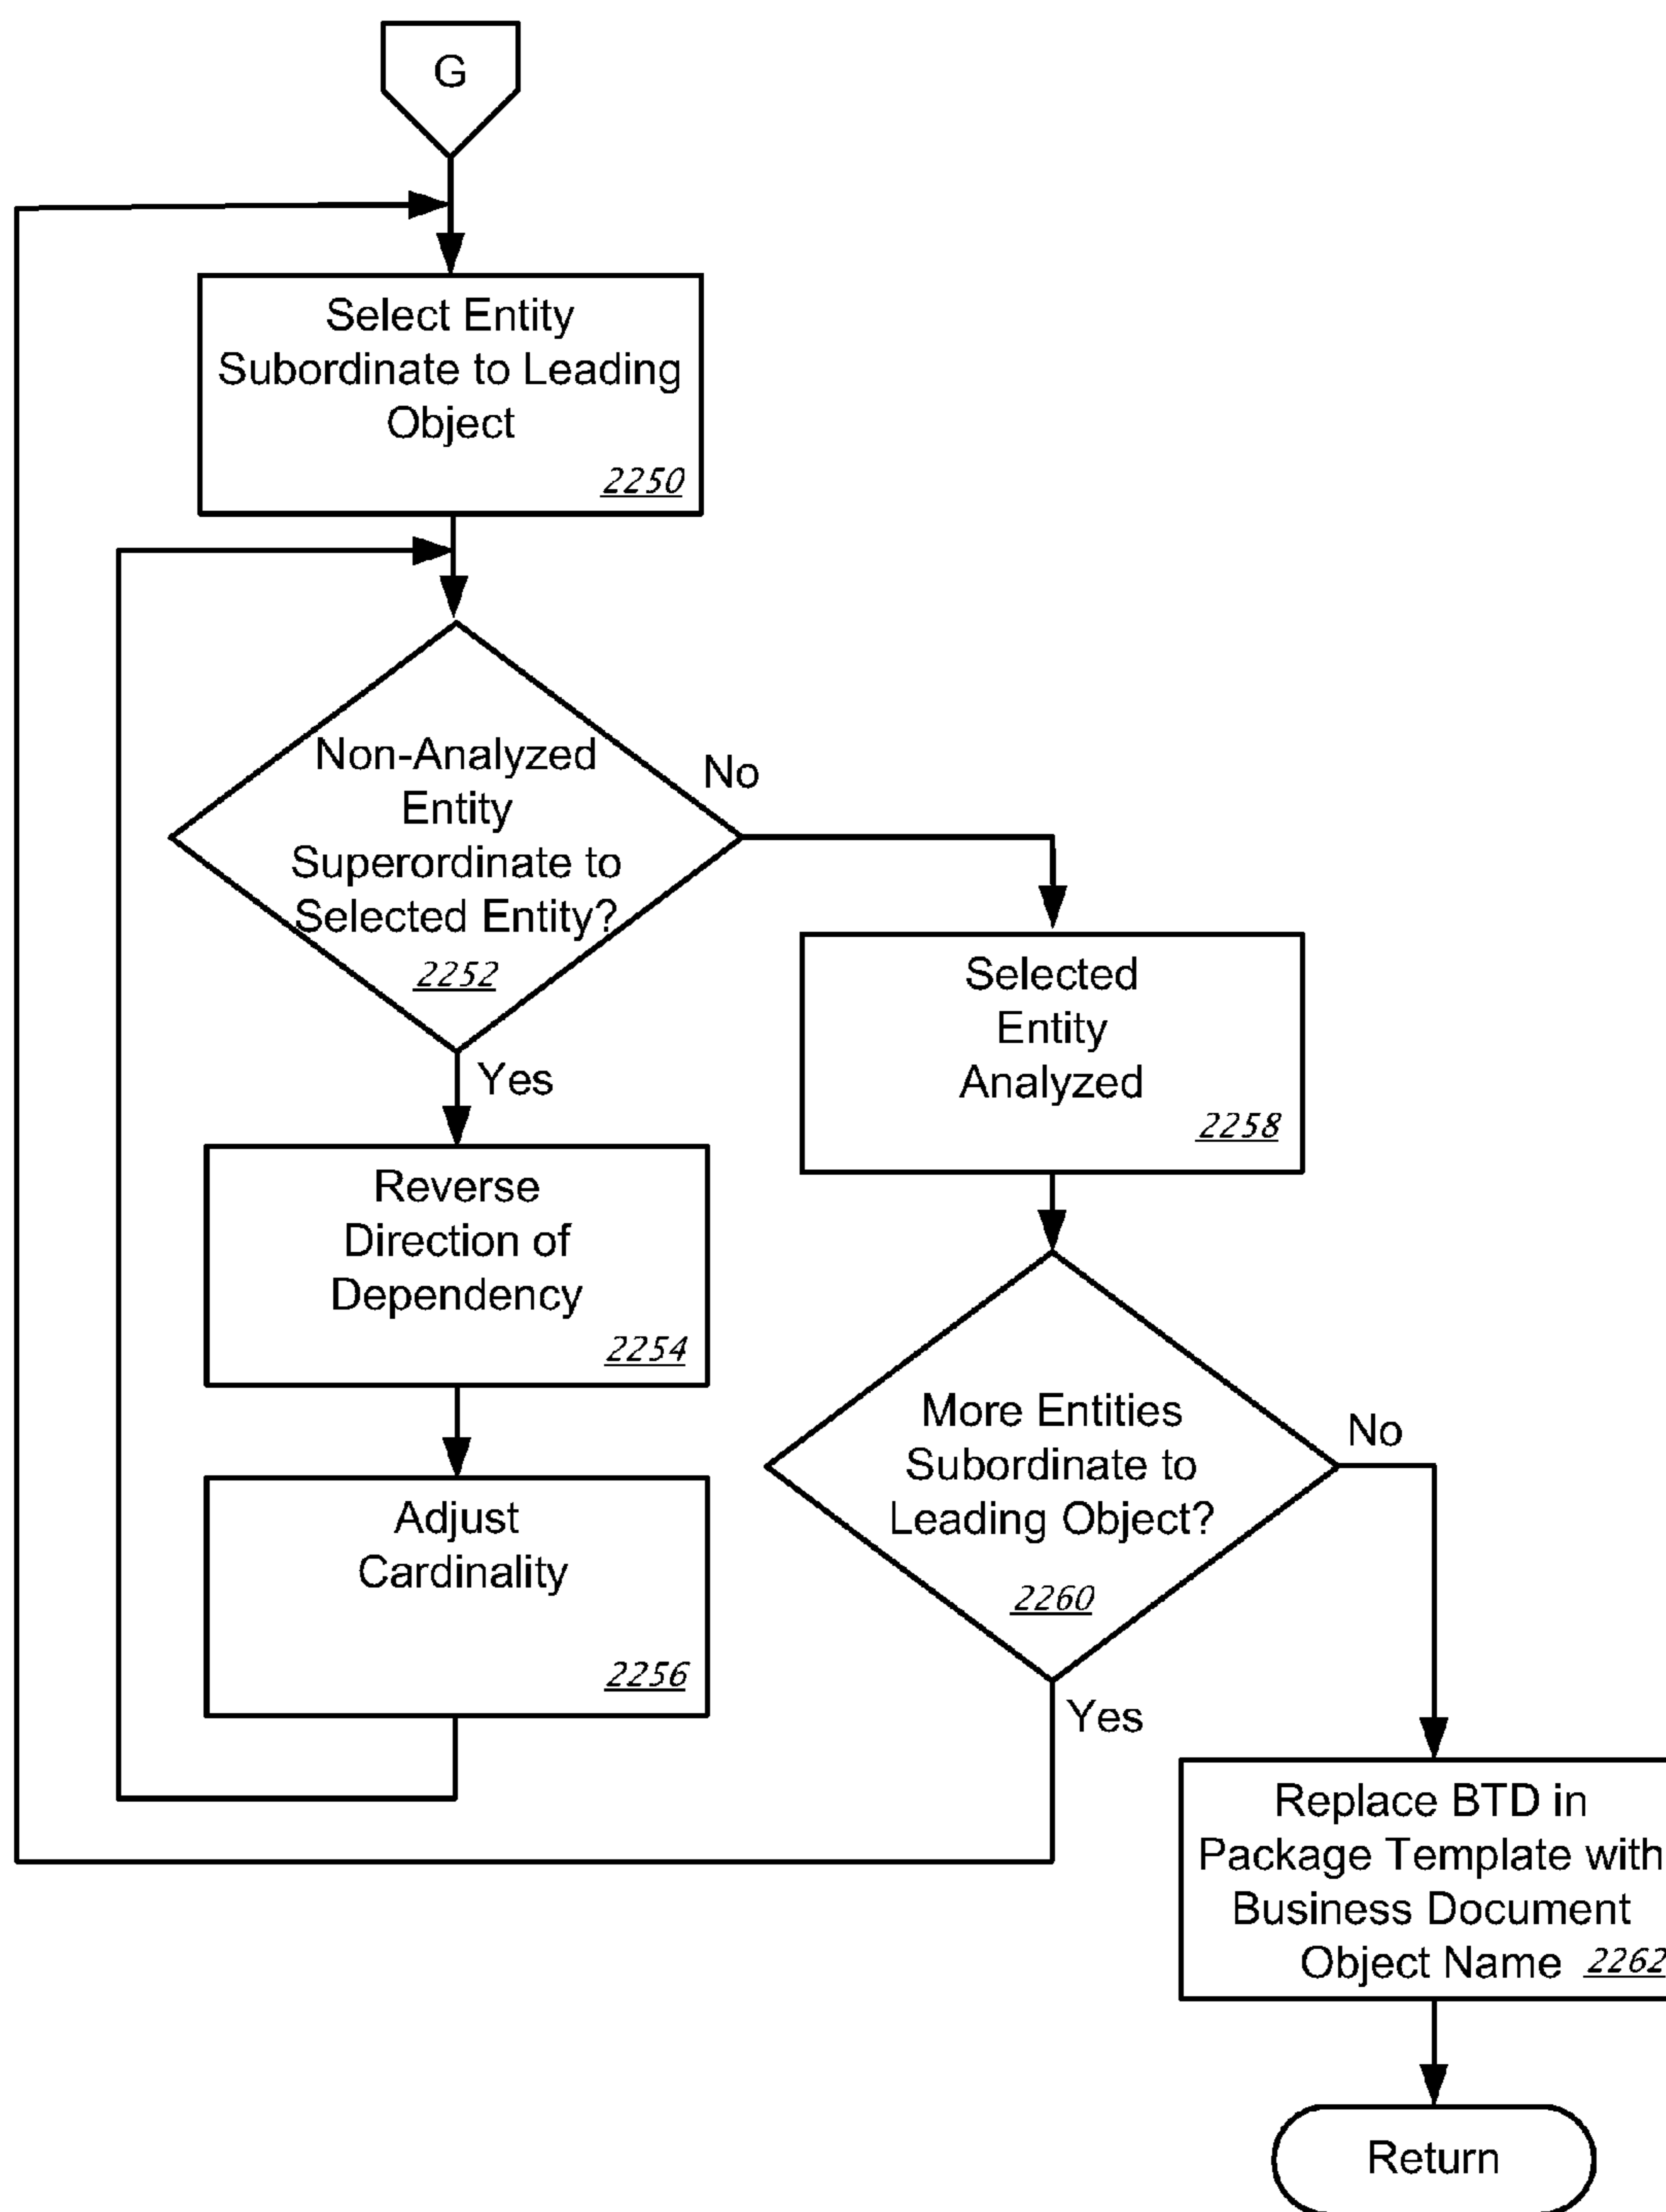 G
Select Entity
Subordinate to Leading
Object
2250
Non-Analyzed
Entity
Superordinate to
Selected Entity?
2252
No
Yes
Reverse
Direction of
Dependency
2254
Adjust
Cardinality
2256
Selected
Entity
Analyzed
2258
More Entities
Subordinate to
Leading Object?
2260
No
Yes
Replace BTD in
Package Template with
Business Document
Object Name 2262
Return